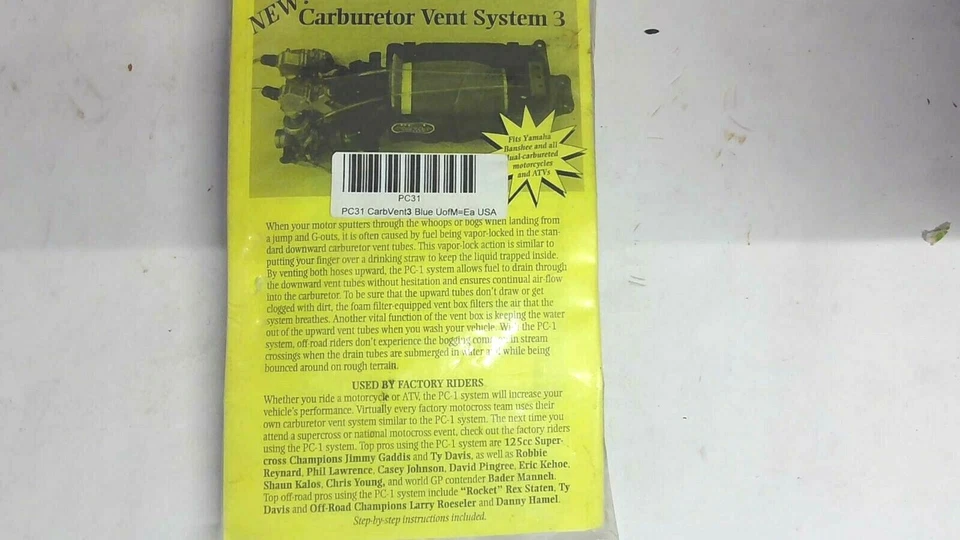 NEW!
Carburetor Vent System 3
Fits Yamaha
Banshee and all
dual-carbureted
motorcycles
and ATVs
PC31
PC31 CarbVent3 Blue UofM=Ea USA
When your motor sputters through the whoops or bogs when landing from
a jump and G-outs, it is often caused by fuel being vapor-locked in the stan-
dard downward carburetor vent tubes. This vapor-lock action is similar to
putting your finger over a drinking straw to keep the liquid trapped inside.
By venting both hoses upward, the PC-1 system allows fuel to drain through
the downward vent tubes without hesitation and ensures continual air-flow
into the carburetor. To be sure that the upward tubes don't draw or get
clogged with dirt, the foam filter-equipped vent box filters the air that the
system breathes. Another vital function of the vent box is keeping the water
out of the upward vent tubes when you wash your vehicle. With the PC-1
system, off-road riders don't experience the bogging common in stream
crossings when the drain tubes are submerged in water and while being
bounced around on rough terrain.
USED BY FACTORY RIDERS
Whether you ride a motorcycle or ATV, the PC-1 system will increase your
vehicle's performance. Virtually every factory motocross team uses their
own carburetor vent system similar to the PC-1 system. The next time you
attend a supercross or national motocross event, check out the factory riders
using the PC-1 system. Top pros using the PC-1 system are 125cc Super-
cross Champions Jimmy Gaddis and Ty Davis, as well as Robbie
Reynard, Phil Lawrence, Casey Johnson, David Pingree, Eric Kehoe,
Shaun Kalos, Chris Young, and world GP contender Bader Manneh.
Top off-road pros using the PC-1 system include "Rocket" Rex Staten, Ty
Davis and Off-Road Champions Larry Roeseler and Danny Hamel.
Step-by-step instructions included.